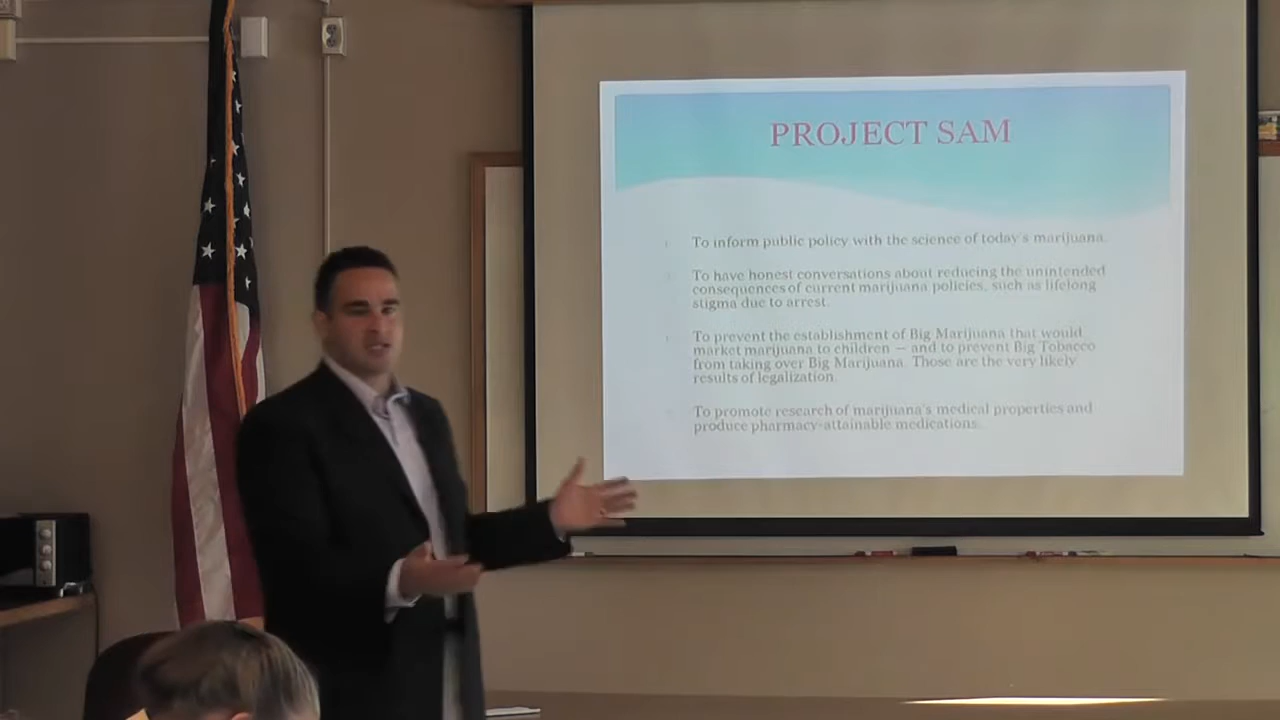 PROJECT SAM
To inform public policy with the science of today's marijuana.
To have honest conversations about reducing the unintended
consequences of current marijuana policies, such as lifelong
stigma due to arrest.
To prevent the establishment of Big Marijuana that would
market marijuana to children — and to prevent Big Tobacco
from taking over Big Marijuana. Those are the very likely
results of legalization.
To promote research of marijuana's medical properties and
produce pharmacy-attainable medications.